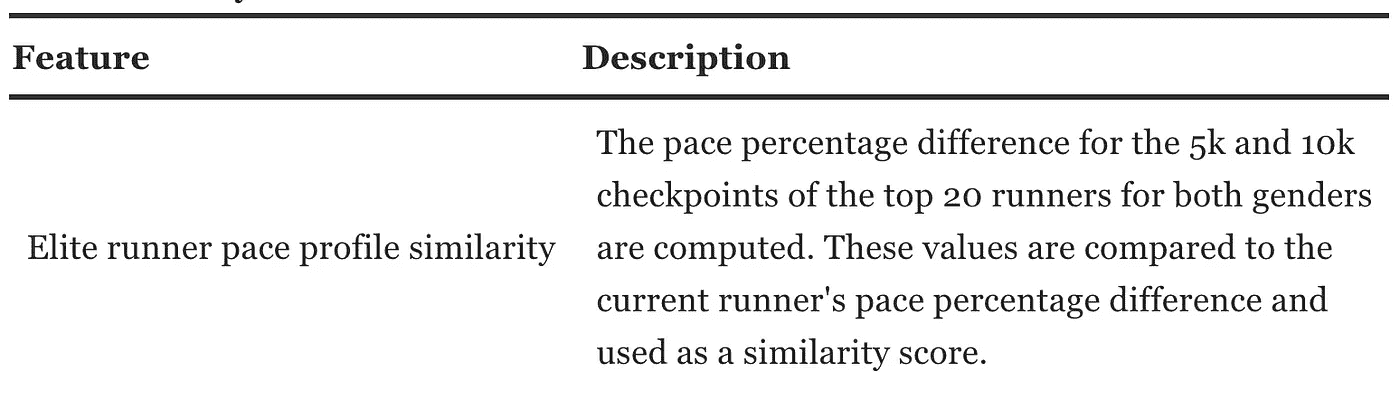 Feature
Description
Elite runner pace profile similarity
The pace percentage difference for the 5k and 10k
checkpoints of the top 20 runners for both genders
are computed. These values are compared to the
current runner's pace percentage difference and
used as a similarity score.